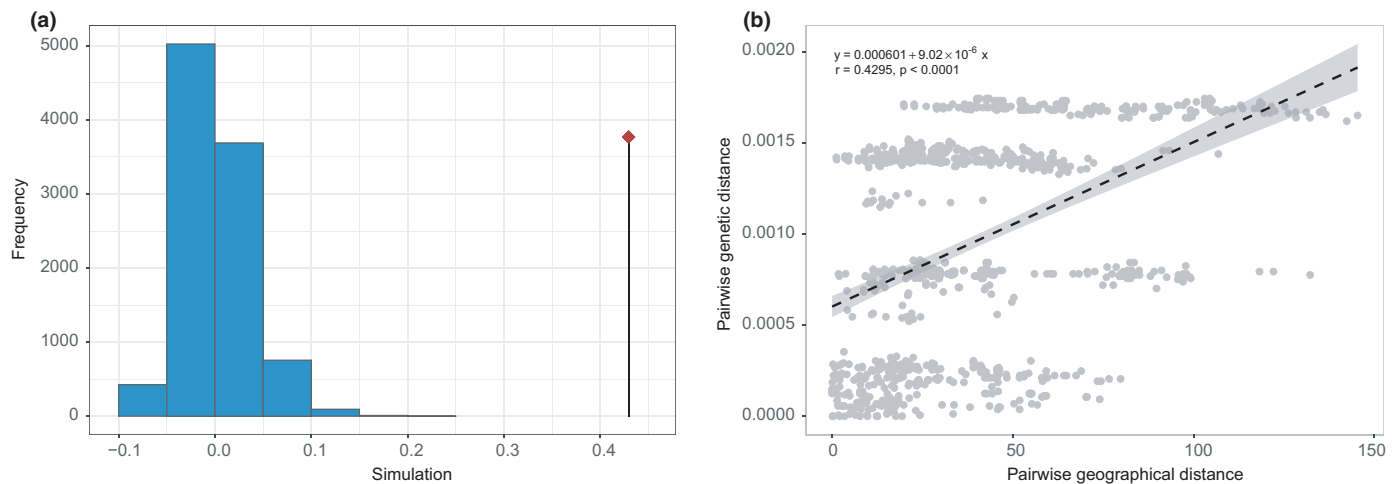 (a)
5000
4000
3000
2000
1000
0
Frequency
−0.1
0.0
0.1
0.2
0.3
0.4
Simulation
(b)
y = 0.000601 + 9.02 × 10⁻⁶ x
r = 0.4295, p < 0.0001
0.0020
0.0015
0.0010
0.0005
0.0000
Pairwise genetic distance
0
50
100
150
Pairwise geographical distance